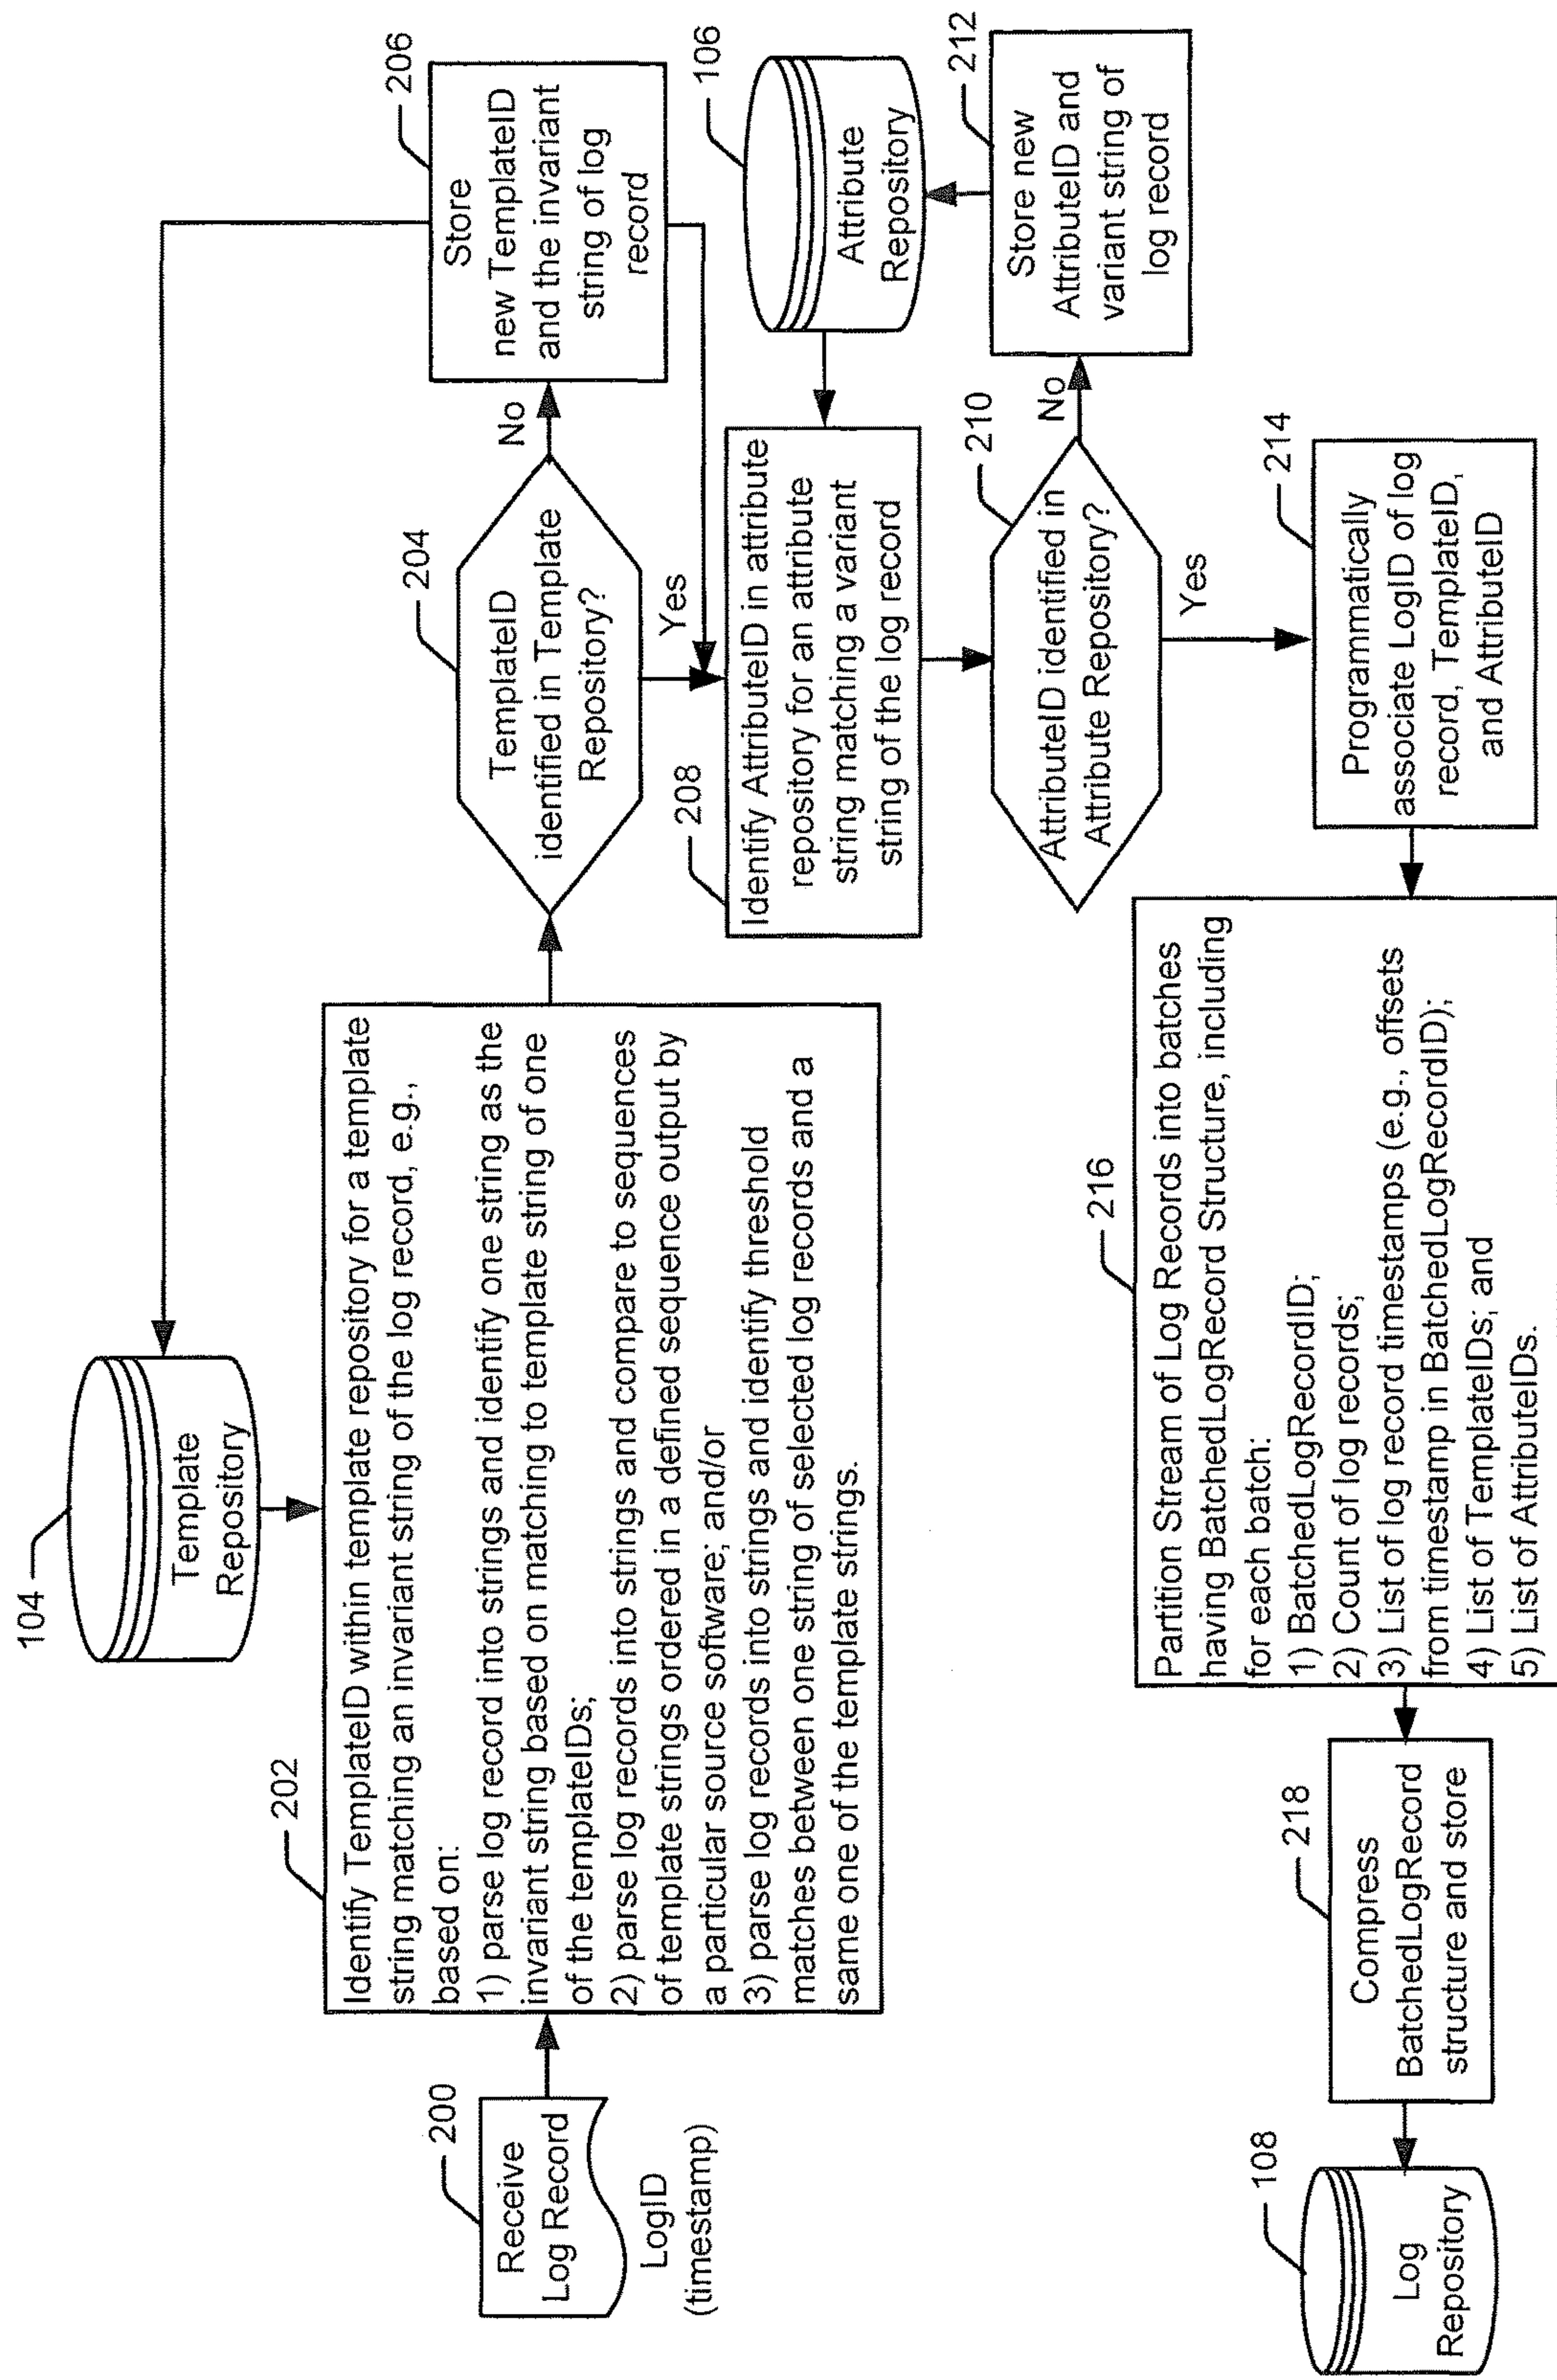 104
Template
Repository
200
Receive
Log Record
LogID
(timestamp)
202
Identify TemplateID within template repository for a template
string matching an invariant string of the log record, e.g.,
based on:
1) parse log record into strings and identify one string as the
invariant string based on matching to template string of one
of the templateIDs;
2) parse log records into strings and compare to sequences
of template strings ordered in a defined sequence output by
a particular source software; and/or
3) parse log records into strings and identify threshold
matches between one string of selected log records and a
same one of the template strings.
204
TemplateID
identified in Template
Repository?
No
Yes
206
Store
new TemplateID
and the invariant
string of log
record
208
Identify AttributeID in attribute
repository for an attribute
string matching a variant
string of the log record
106
Attribute
Repository
210
AttributeID identified in
Attribute Repository?
No
Yes
212
Store new
AttributeID and
variant string of
log record
214
Programmatically
associate LogID of log
record, TemplateID,
and AttributeID
216
Partition Stream of Log Records into batches
having BatchedLogRecord Structure, including
for each batch:
1) BatchedLogRecordID;
2) Count of log records;
3) List of log record timestamps (e.g., offsets
from timestamp in BatchedLogRecordID);
4) List of TemplateIDs; and
5) List of AttributeIDs.
218
Compress
BatchedLogRecord
structure and store
108
Log
Repository